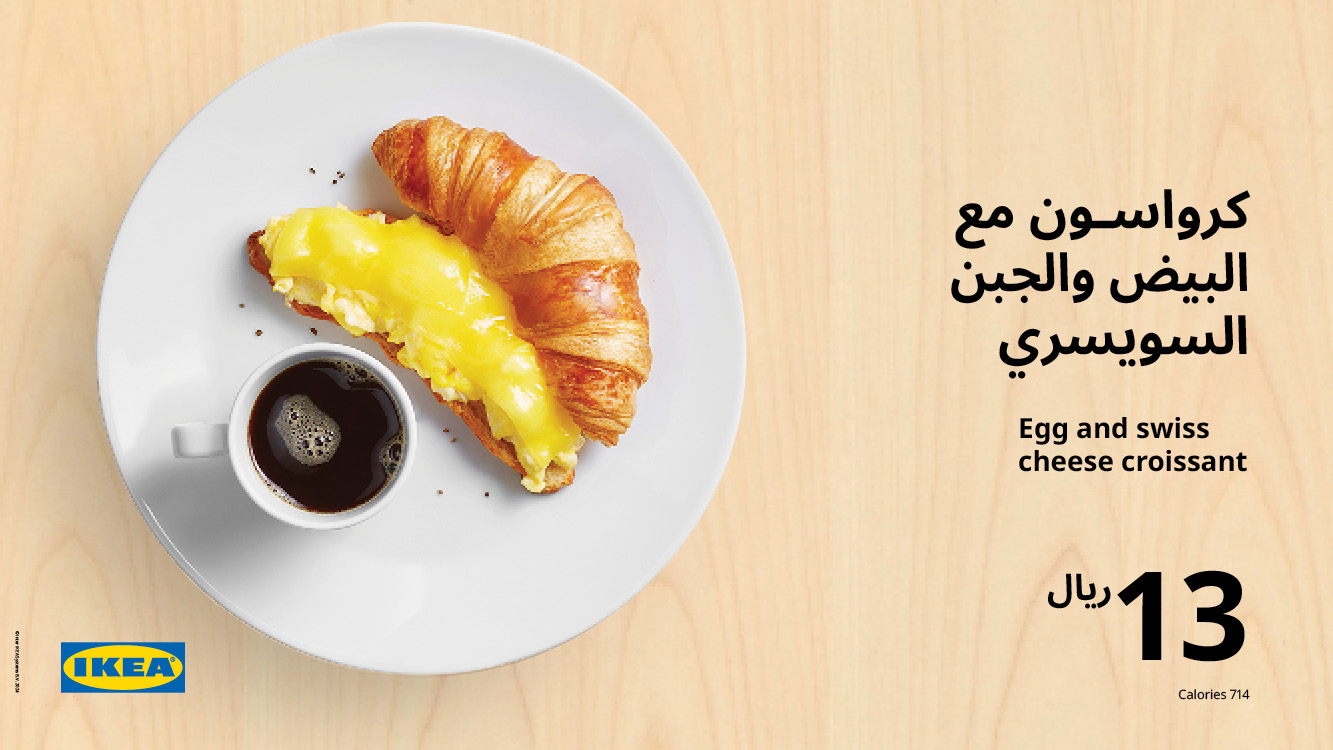 كرواسـون مع
البيض والجبن
السويسري
Egg and swiss
cheese croissant
13 ريال
Calories 714
IKEA®